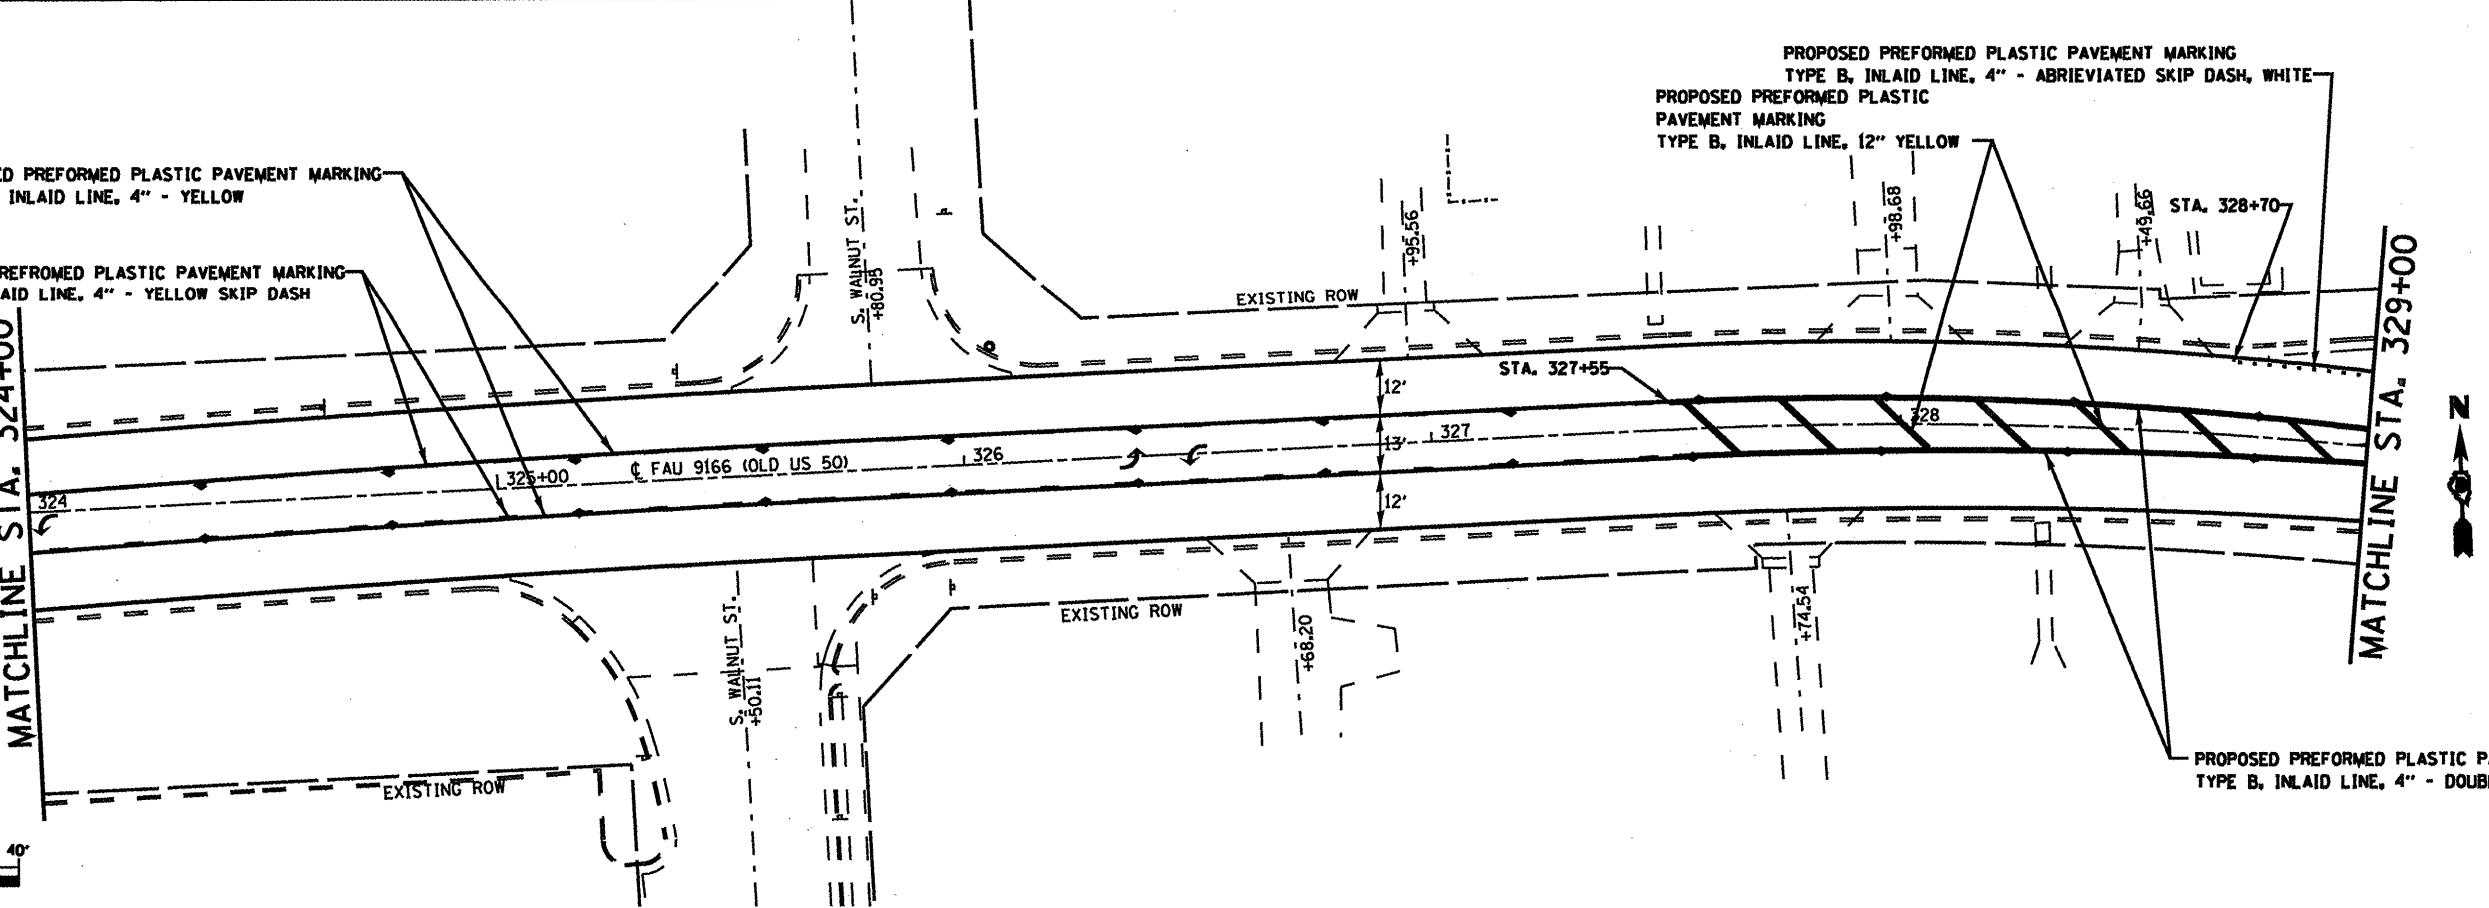 PROPOSED PREFORMED PLASTIC PAVEMENT MARKING
TYPE B, INLAID LINE, 4" - ABRIEVIATED SKIP DASH, WHITE
PROPOSED PREFORMED PLASTIC
PAVEMENT MARKING
TYPE B, INLAID LINE, 12" YELLOW
ED PREFORMED PLASTIC PAVEMENT MARKING
INLAID LINE, 4" - YELLOW
REFROMED PLASTIC PAVEMENT MARKING
AID LINE, 4" - YELLOW SKIP DASH
S. WALNUT ST.
+80.95
EXISTING ROW
+95.56
+98.68
+49.66
STA. 328+70
STA. 327+55
MATCHLINE STA. 324+00
MATCHLINE STA. 329+00
N
12'
13'
12'
324
325+00
℄ FAU 9166 (OLD US 50)
326
327
328
S. WALNUT ST.
+50.11
EXISTING ROW
+68.20
+74.54
EXISTING ROW
PROPOSED PREFORMED PLASTIC P
TYPE B, INLAID LINE, 4" - DOUB
40'